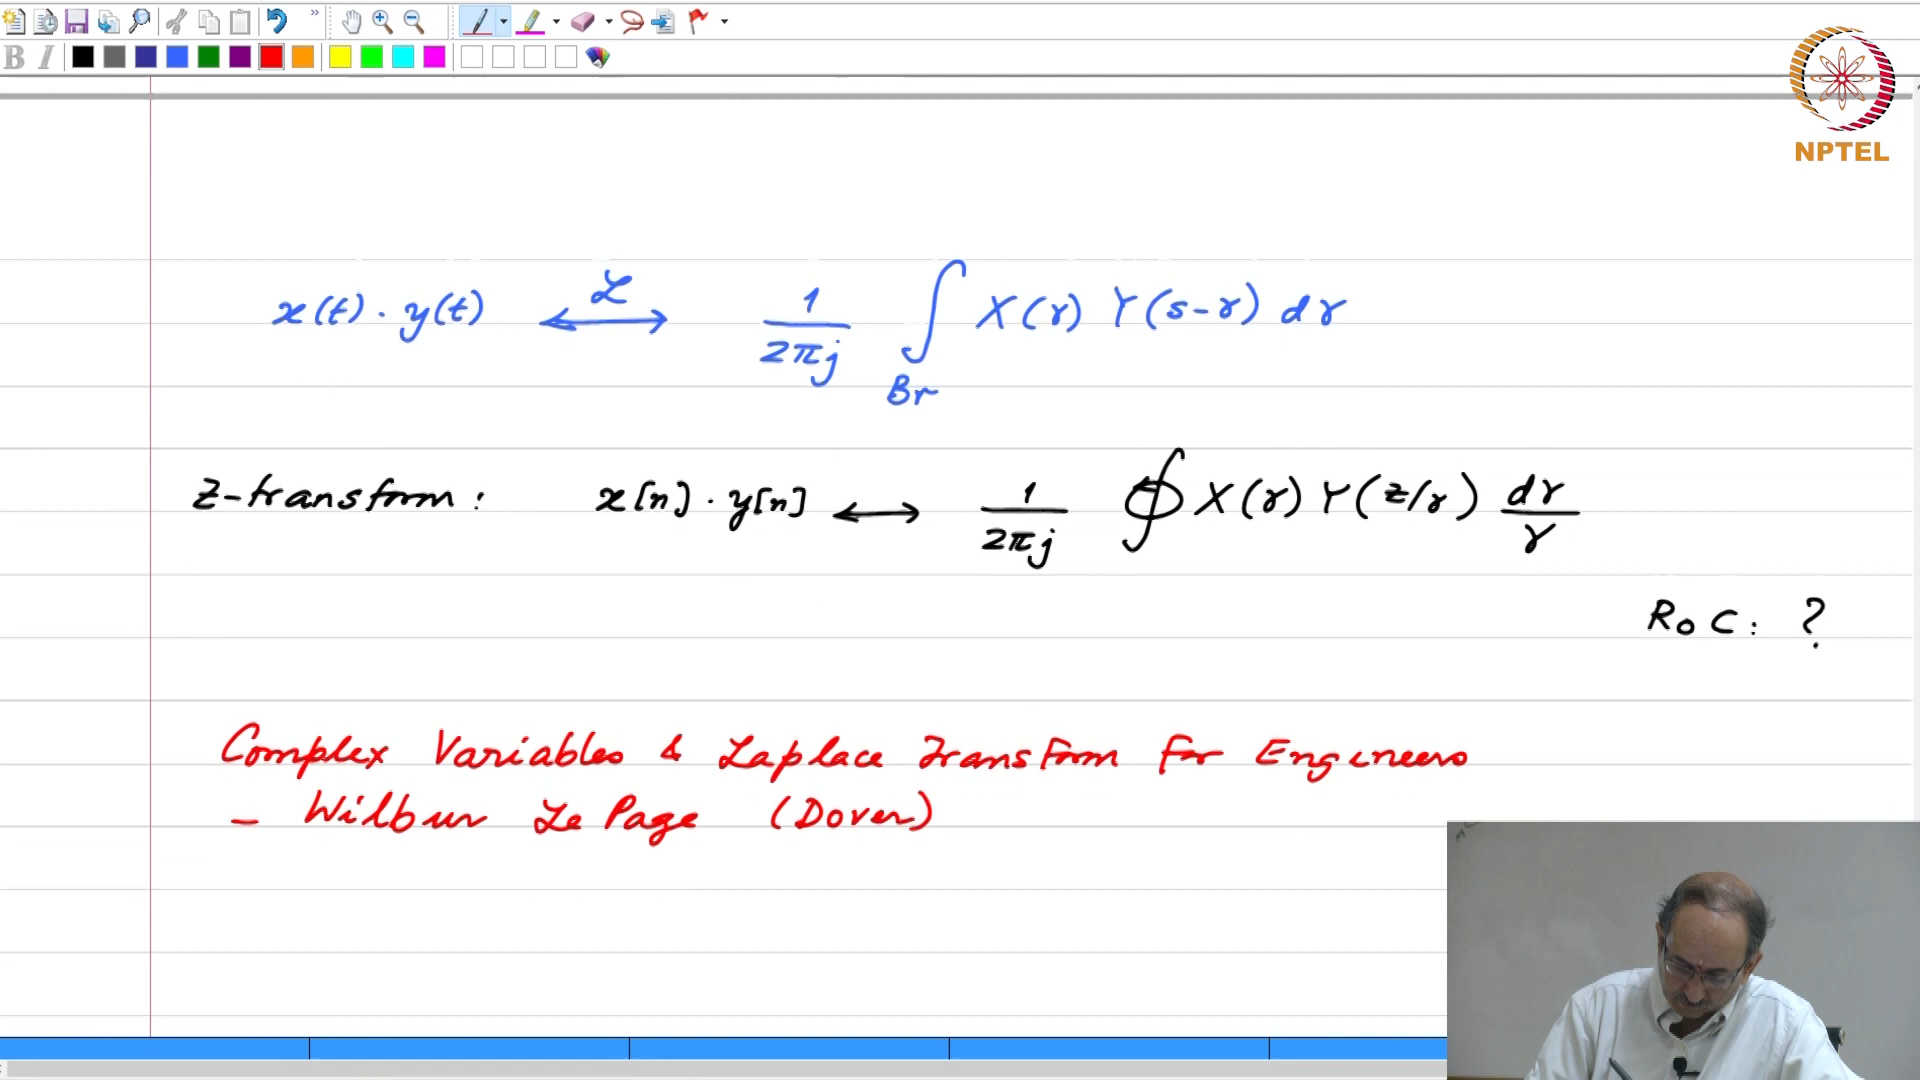 B I
NPTEL
x(t) . y(t) ⟷ℒ 1/2πj ∫Br X(γ) Y(s-γ) dγ
Z-transform : x[n] . y[n] ⟷ 1/2πj ∮ X(γ) Y(z/γ) dγ/γ
RoC : ?
Complex Variables & Laplace Transform for Engineers
- Wilbur Le Page (Dover)